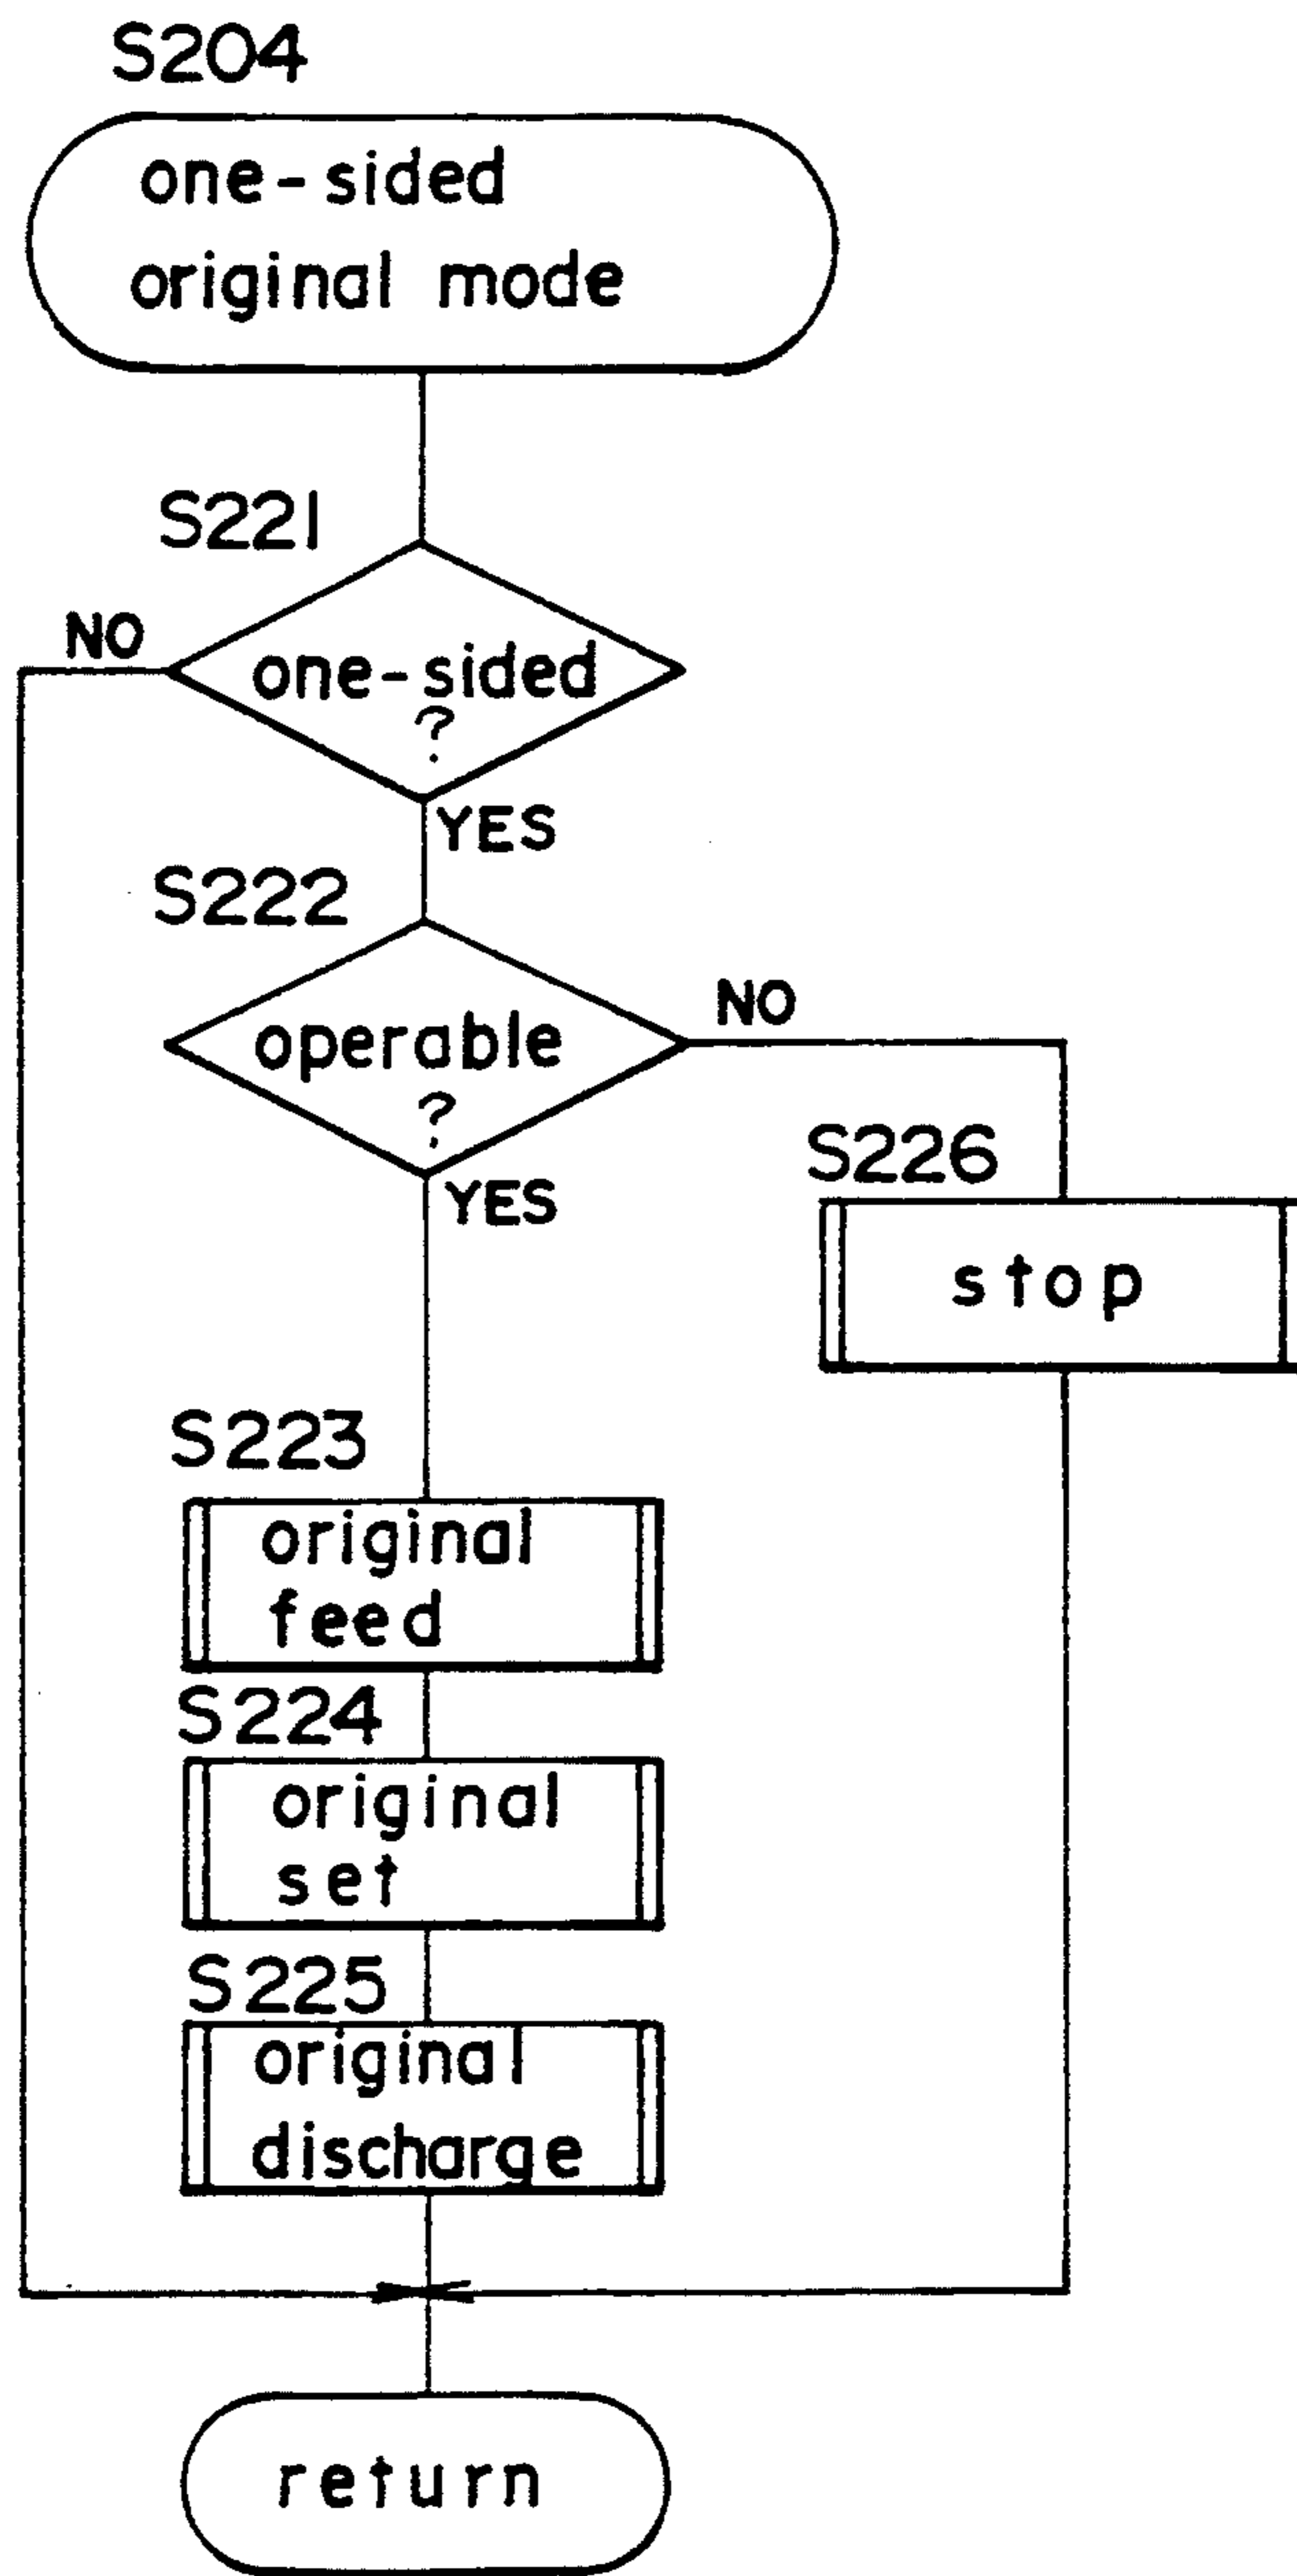 S204
one-sided
original mode
S221
NO
one-sided
?
YES
S222
NO
operable
?
YES
S226
stop
S223
original
feed
S224
original
set
S225
original
discharge
return